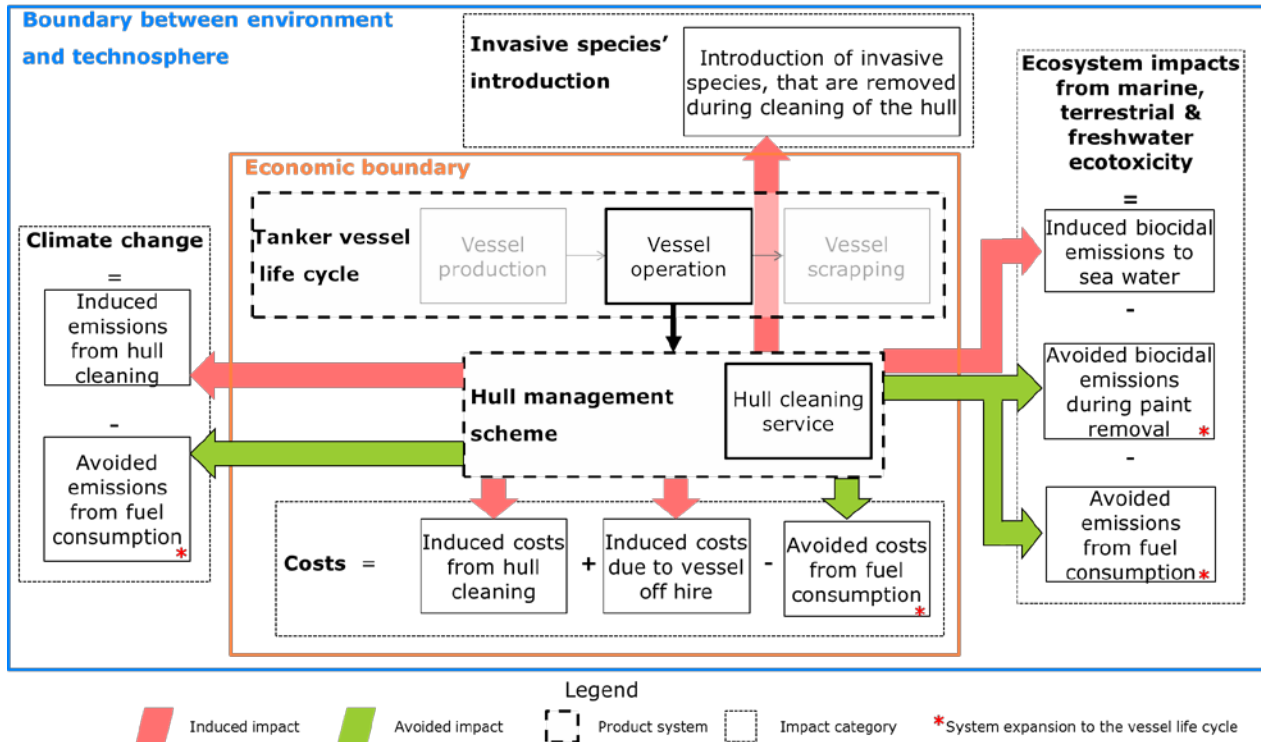 Boundary between environment
and technosphere
Invasive species’
introduction
Introduction of invasive
species, that are removed
during cleaning of the hull
Ecosystem impacts
from marine,
terrestrial &
freshwater
ecotoxicity
=
Induced biocidal
emissions to
sea water
-
Avoided biocidal
emissions
during paint
removal *
-
Avoided
emissions
from fuel
consumption *
Economic boundary
Tanker vessel
life cycle
Vessel
production
Vessel
operation
Vessel
scrapping
Climate change
=
Induced
emissions
from hull
cleaning
-
Avoided
emissions
from fuel
consumption *
Hull management
scheme
Hull cleaning
service
Costs =
Induced costs
from hull
cleaning
+
Induced costs
due to vessel
off hire
-
Avoided costs
from fuel
consumption *
Legend
Induced impact
Avoided impact
Product system
Impact category
*System expansion to the vessel life cycle